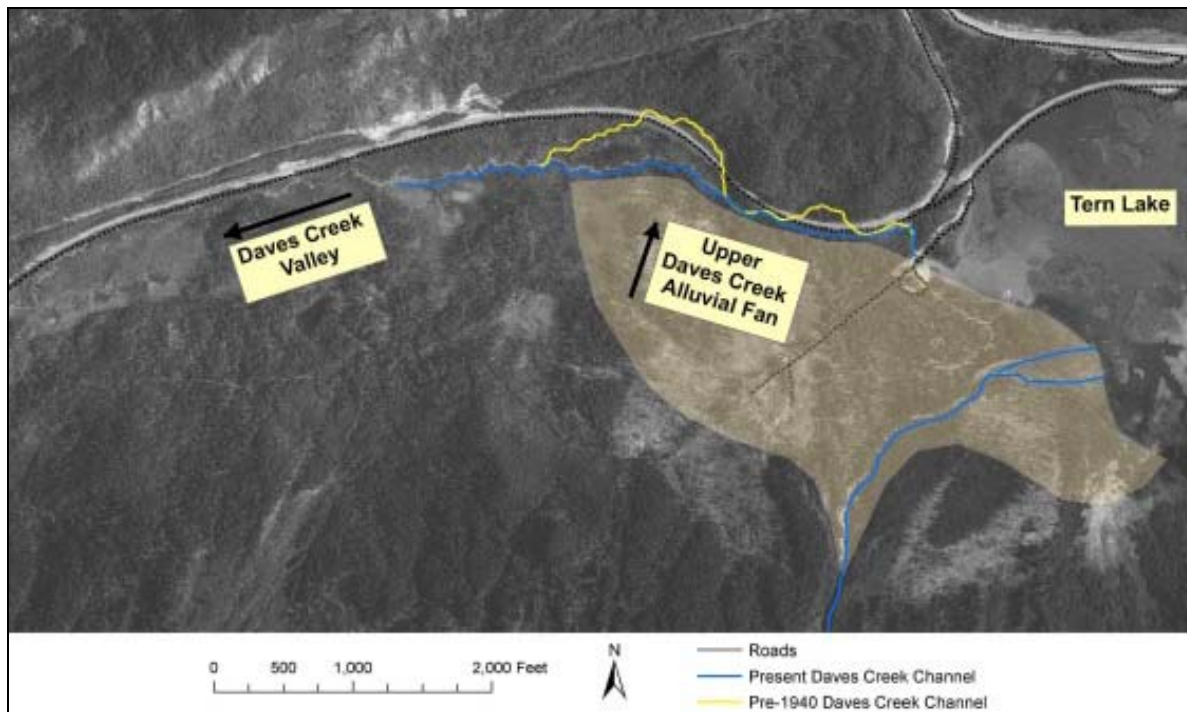 Tern Lake
Daves Creek
Valley
Upper
Daves Creek
Alluvial Fan
0 500 1,000 2,000 Feet
N
Roads
Present Daves Creek Channel
Pre-1940 Daves Creek Channel